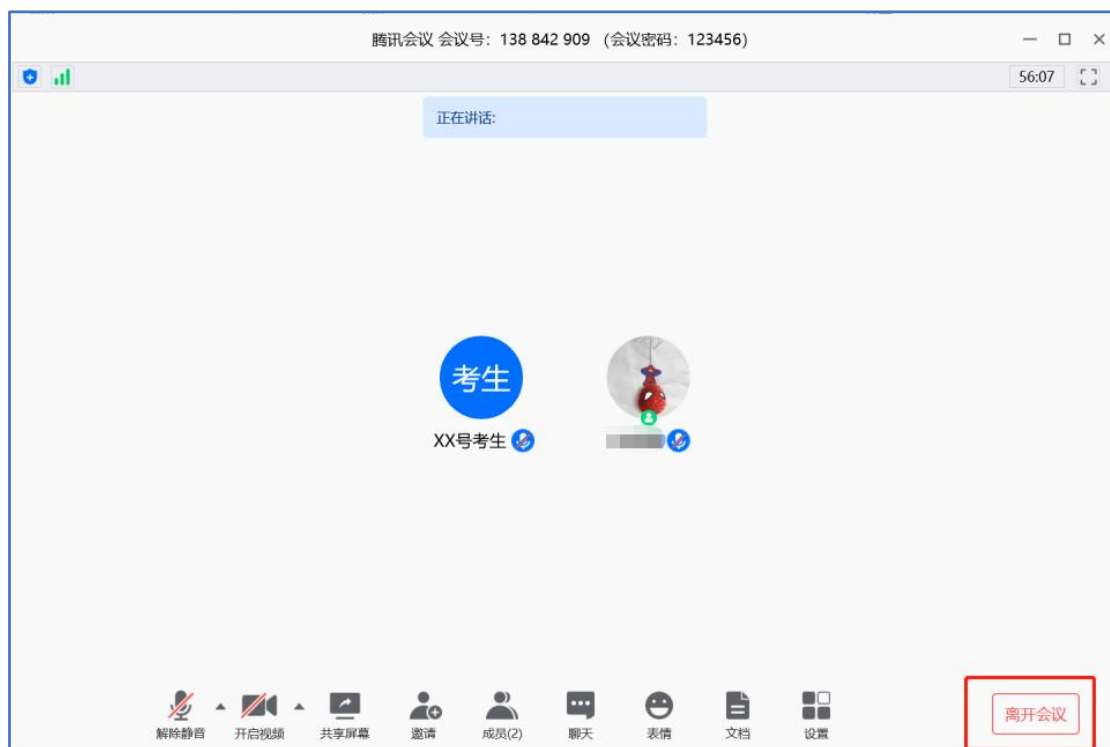 腾讯会议 会议号：138 842 909 （会议密码：123456）
56:07
正在讲话:
考生
XX号考生
解除静音 开启视频 共享屏幕 邀请 成员(2) 聊天 表情 文档 设置
离开会议